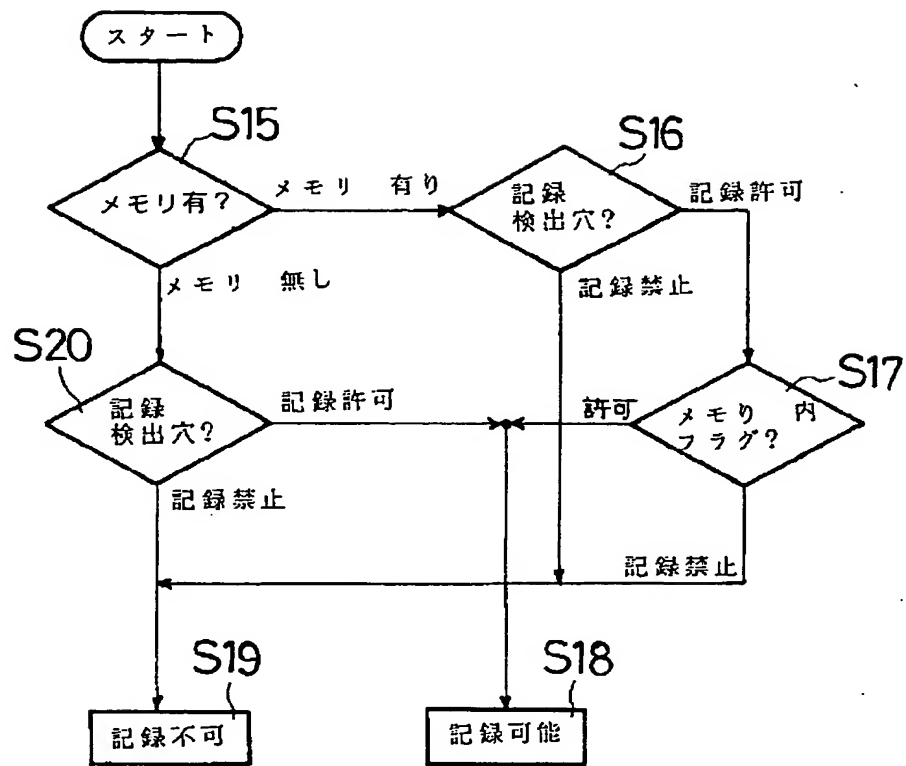 スタート
S15
メモリ有?
メモリ 有り
S16
記録
検出穴?
記録許可
メモリ 無し
記録禁止
S20
記録
検出穴?
記録許可
S17
メモリ内
フラグ?
許可
記録禁止
記録禁止
S19
記録不可
S18
記録可能